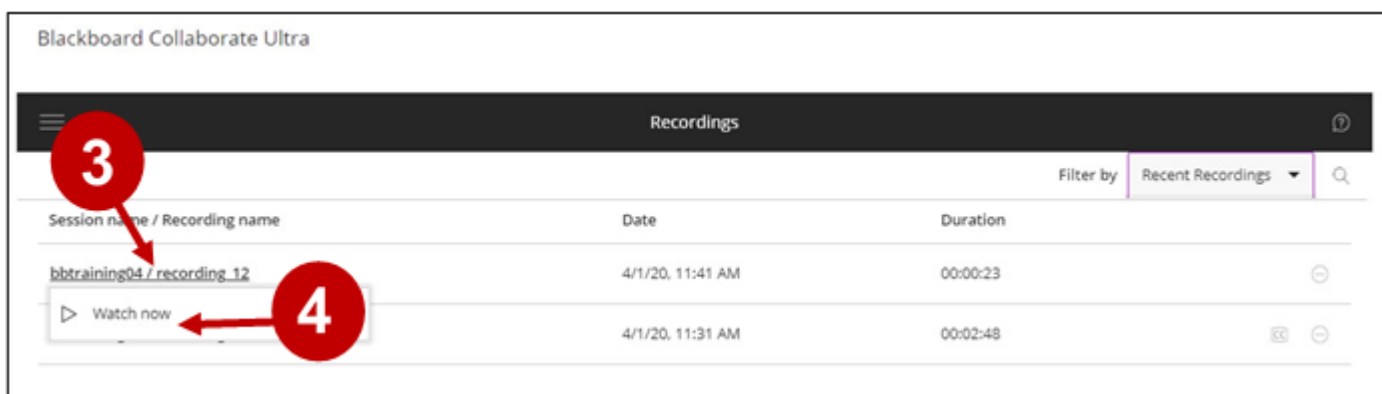 Blackboard Collaborate Ultra
Recordings
3
Filter by Recent Recordings
Session name / Recording name Date Duration
bbtraining04 / recording_12 4/1/20, 11:41 AM 00:00:23
Watch now 4
4/1/20, 11:31 AM 00:02:48 CC